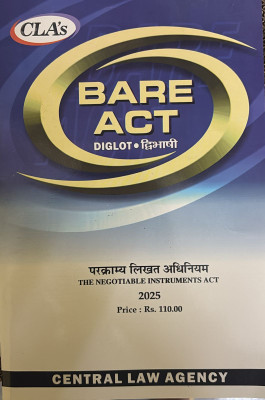 CLA's
BARE
ACT
DIGLOT • द्विभाषी
परक्राम्य लिखत अधिनियम
THE NEGOTIABLE INSTRUMENTS ACT
2025
Price : Rs. 110.00
CENTRAL LAW AGENCY